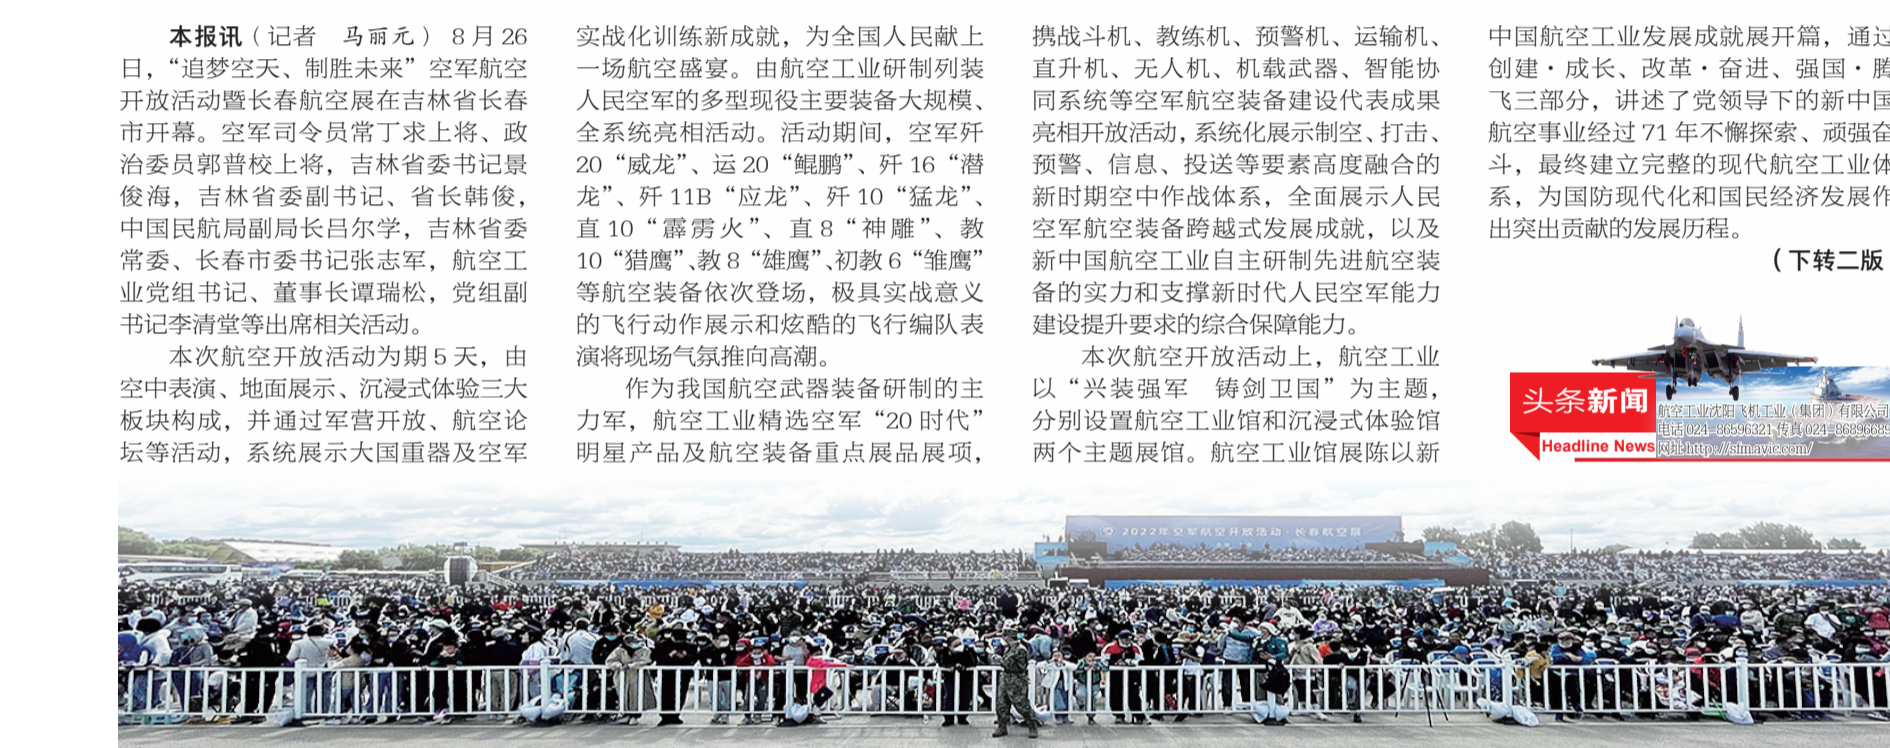 本报讯（记者　马丽元）8月26
日，“追梦空天、制胜未来”空军航空
开放活动暨长春航空展在吉林省长春
市开幕。空军司令员常丁求上将、政
治委员郭普校上将，吉林省委书记景
俊海，吉林省委副书记、省长韩俊，
中国民航局副局长吕尔学，吉林省委
常委、长春市委书记张志军，航空工
业党组书记、董事长谭瑞松，党组副
书记李清堂等出席相关活动。
本次航空开放活动为期5天，由
空中表演、地面展示、沉浸式体验三大
板块构成，并通过军营开放、航空论
坛等活动，系统展示大国重器及空军
实战化训练新成就，为全国人民献上
一场航空盛宴。由航空工业研制列装
人民空军的多型现役主要装备大规模、
全系统亮相活动。活动期间，空军歼
20“威龙”、运20“鲲鹏”、歼16“潜
龙”、歼11B“应龙”、歼10“猛龙”、
直10“霹雳火”、直8“神雕”、教
10“猎鹰”、教8“雄鹰”、初教6“雏鹰”
等航空装备依次登场，极具实战意义
的飞行动作展示和炫酷的飞行编队表
演将现场气氛推向高潮。
作为我国航空武器装备研制的主
力军，航空工业精选空军“20时代”
明星产品及航空装备重点展品展项，
携战斗机、教练机、预警机、运输机、
直升机、无人机、机载武器、智能协
同系统等空军航空装备建设代表成果
亮相开放活动，系统化展示制空、打击、
预警、信息、投送等要素高度融合的
新时期空中作战体系，全面展示人民
空军航空装备跨越式发展成就，以及
新中国航空工业自主研制先进航空装
备的实力和支撑新时代人民空军能力
建设提升要求的综合保障能力。
本次航空开放活动上，航空工业
以“兴装强军　铸剑卫国”为主题，
分别设置航空工业馆和沉浸式体验馆
两个主题展馆。航空工业馆展陈以新
中国航空工业发展成就展开篇，通过
创建·成长、改革·奋进、强国·腾
飞三部分，讲述了党领导下的新中国
航空事业经过71年不懈探索、顽强奋
斗，最终建立完整的现代航空工业体
系，为国防现代化和国民经济发展作
出突出贡献的发展历程。
（下转二版
头条新闻
Headline News
航空工业沈阳飞机工业（集团）有限公司
电话 024-86596321 传真 024-86896689
网址 http://sfmavic.com/
2022年空军航空开放活动·长春航空展